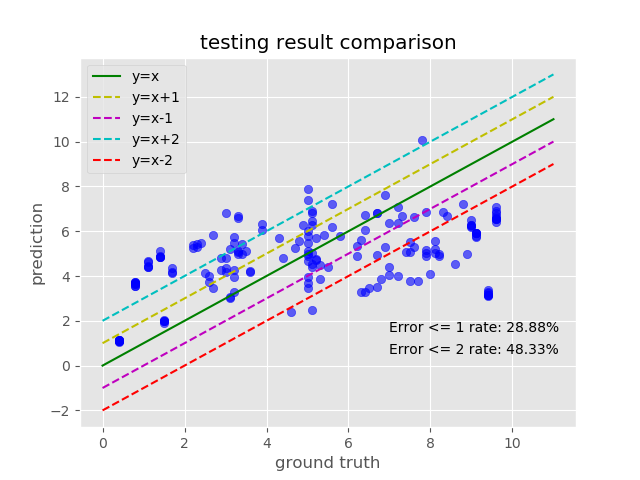 testing result comparison
y=x
y=x+1
y=x-1
y=x+2
y=x-2
12
10
8
6
4
2
0
−2
prediction
Error <= 1 rate: 28.88%
Error <= 2 rate: 48.33%
0 2 4 6 8 10
ground truth